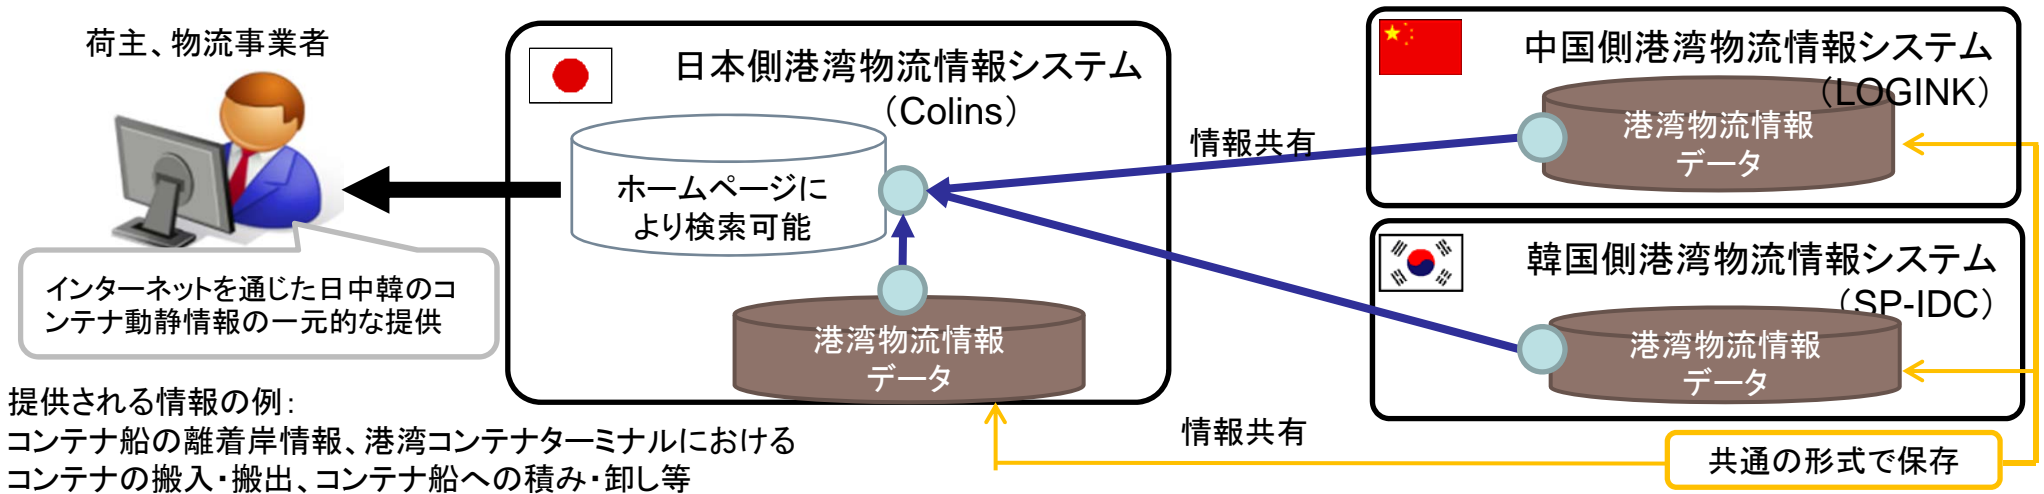 荷主、物流事業者
インターネットを通じた日中韓のコ
ンテナ動静情報の一元的な提供
提供される情報の例：
コンテナ船の離着岸情報、港湾コンテナターミナルにおける
コンテナの搬入・搬出、コンテナ船への積み・卸し等
日本側港湾物流情報システム
（Colins）
ホームページに
より検索可能
港湾物流情報
データ
情報共有
情報共有
中国側港湾物流情報システム
（LOGINK）
港湾物流情報
データ
韓国側港湾物流情報システム
（SP-IDC）
港湾物流情報
データ
共通の形式で保存